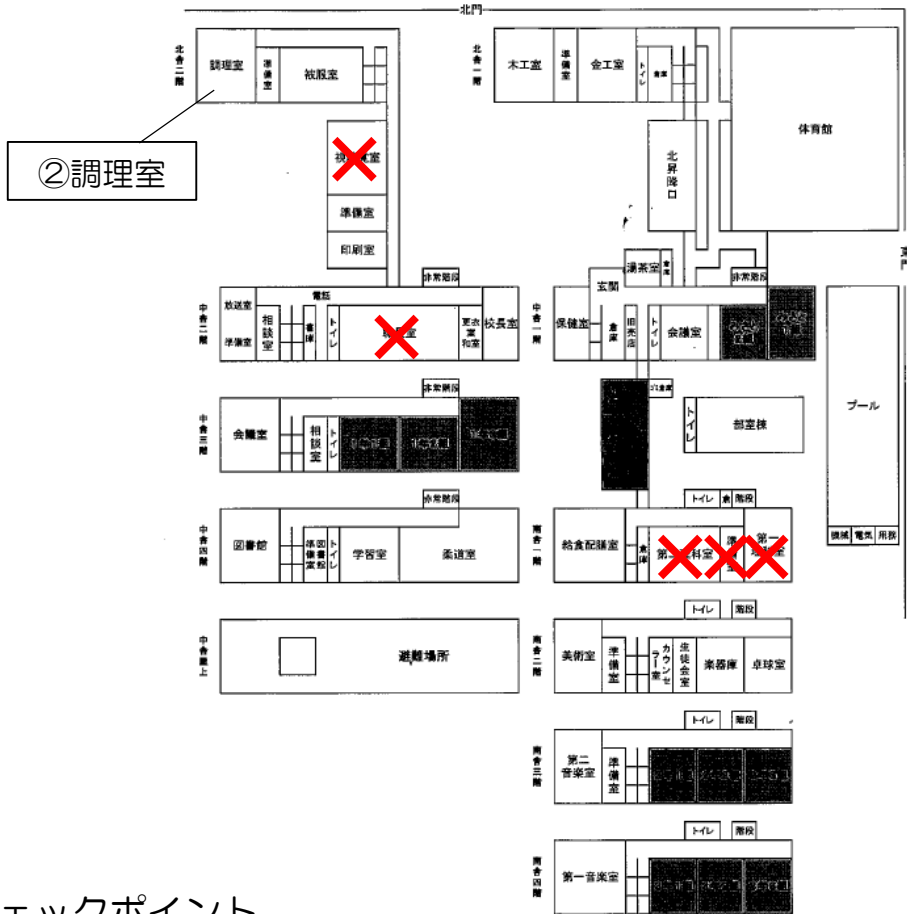 北門
北舎二階
調理室
準備室
被服室
北舎一階
木工室
準備室
金工室
トイレ
倉庫
体育館
②調理室
北昇降口
準備室
印刷室
東門
非常階段
湯茶室
倉庫
非常階段
中舎二階
放送室
準備室
相談室
電話
書庫
トイレ
更衣室
和室
校長室
中舎一階
保健室
玄関
倉庫
旧売店
トイレ
会議室
プール
中舎三階
会議室
相談室
トイレ
非常階段
トイレ
部室棟
中舎四階
図書館
図書館
準備室
トイレ
学習室
柔道室
非常階段
南舎一階
給食配膳室
倉庫
トイレ
倉
階段
機械
電気
用務
中舎屋上
避難場所
南舎二階
美術室
準備室
カウンセ
ラー室
生徒会室
楽器庫
卓球室
トイレ
階段
南舎三階
第二
音楽室
準備室
トイレ
階段
南舎四階
第一音楽室
トイレ
階段
ェックポイント